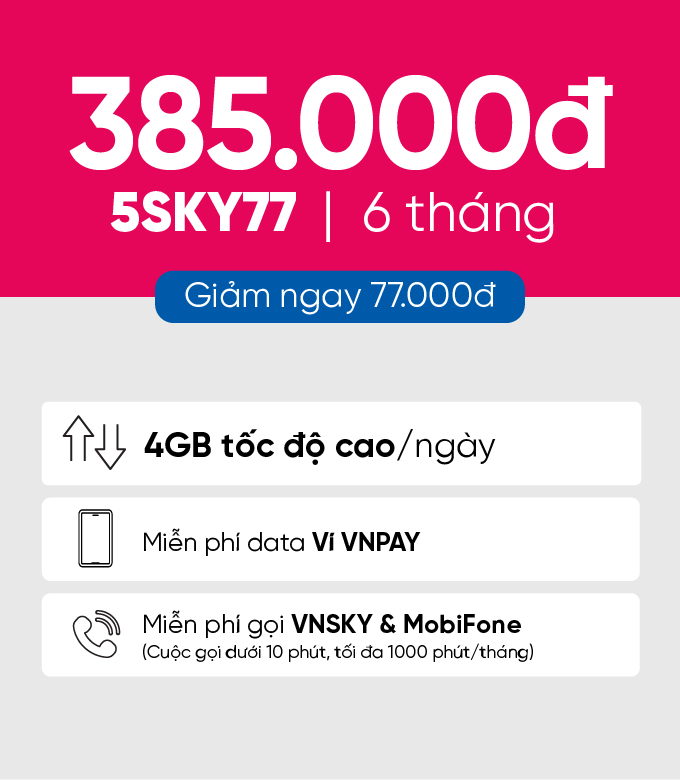 385.000đ
5SKY77 | 6 tháng
Giảm ngay 77.000đ
4GB tốc độ cao/ngày
Miễn phí data Ví VNPAY
Miễn phí gọi VNSKY & MobiFone
(Cuộc gọi dưới 10 phút, tối đa 1000 phút/tháng)